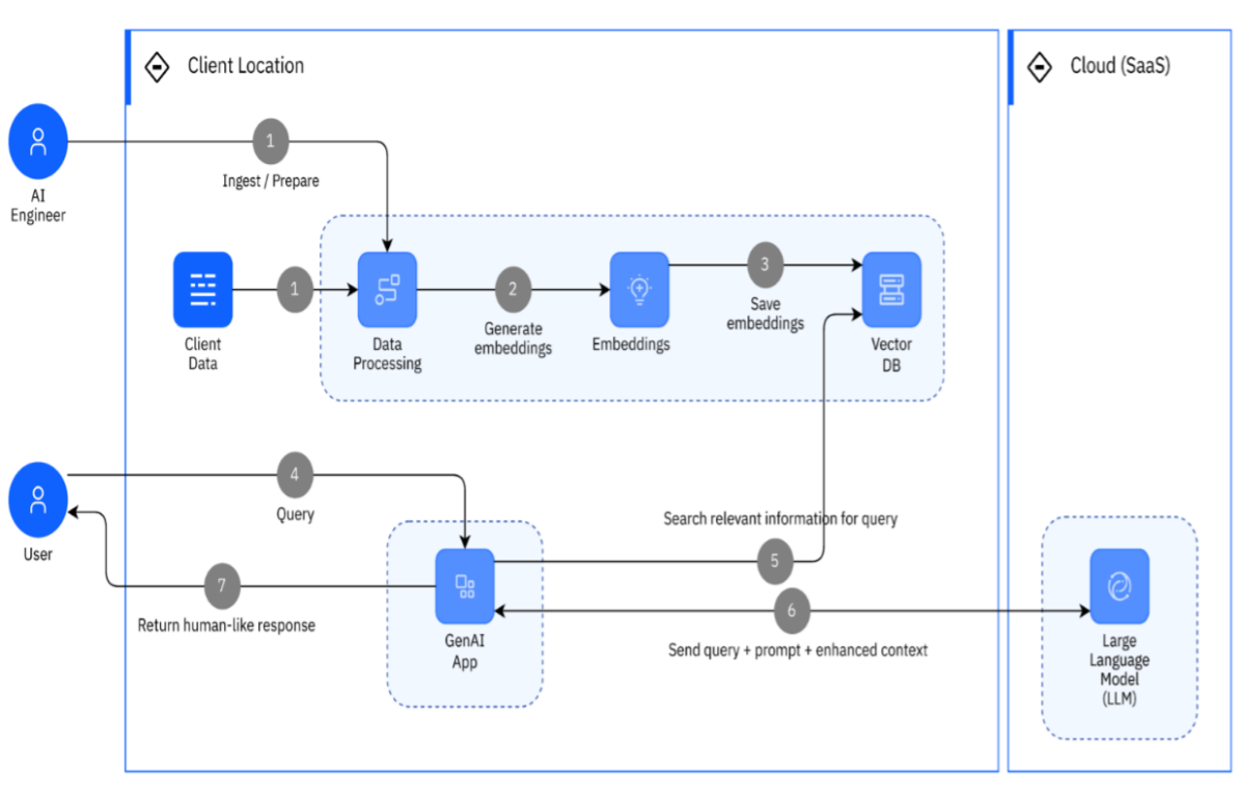 Client Location
Cloud (SaaS)
1
Ingest / Prepare
AI
Engineer
1
2
3
Generate
embeddings
Save
embeddings
Client
Data
Data
Processing
Embeddings
Vector
DB
4
Query
User
Search relevant information for query
5
7
Return human-like response
6
Send query + prompt + enhanced context
GenAI
App
Large
Language
Model
(LLM)